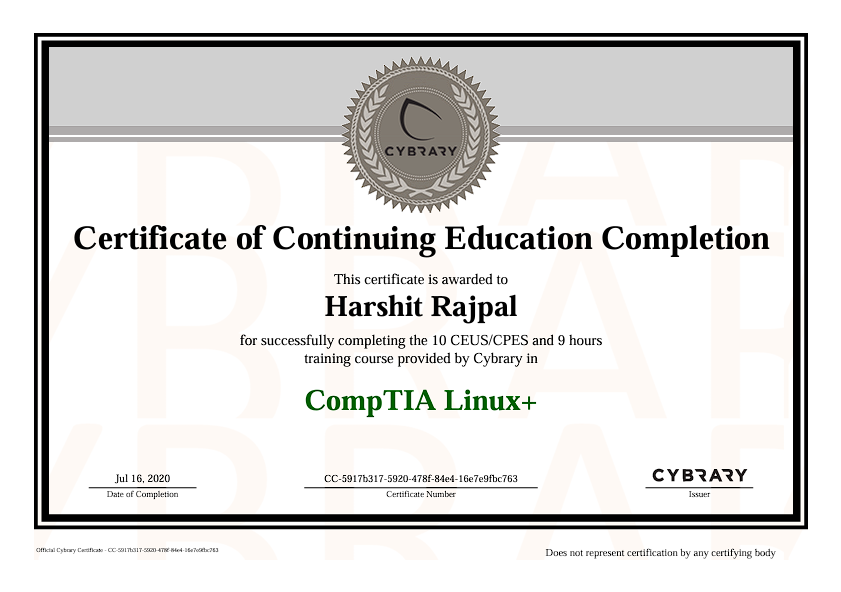 CYBRARY
Certificate of Continuing Education Completion
This certificate is awarded to
Harshit Rajpal
for successfully completing the 10 CEUS/CPES and 9 hours
training course provided by Cybrary in
CompTIA Linux+
Jul 16, 2020
Date of Completion
CC-5917b317-5920-478f-84e4-16e7e9fbc763
Certificate Number
CYBRARY
Issuer
Official Cybrary Certificate - CC-5917b317-5920-478f-84e4-16e7e9fbc763
Does not represent certification by any certifying body